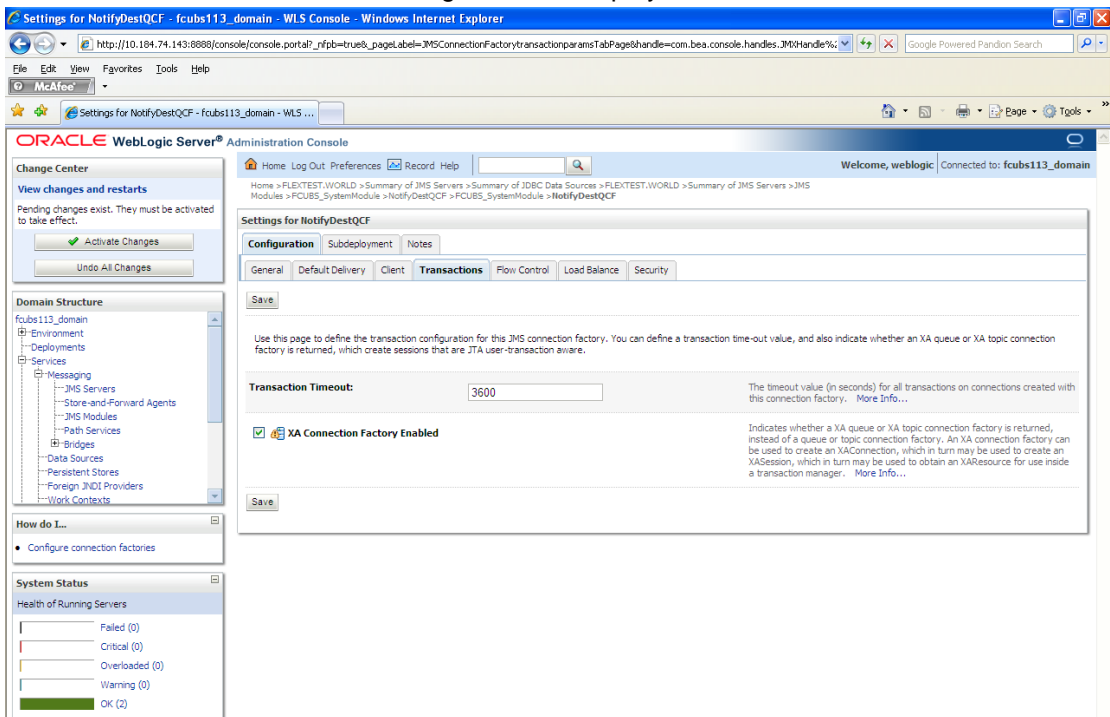 Settings for NotifyDestQCF - fcubs113_domain - WLS Console - Windows Internet Explorer
http://10.184.74.143:8888/console/console.portal?_nfpb=true&_pageLabel=JMSConnectionFactorytransactionparamsTabPage&handle=com.bea.console.handles.JMXHandle%
Google Powered Pandion Search
File Edit View Favorites Tools Help
McAfee
Settings for NotifyDestQCF - fcubs113_domain - WLS ...
Page Tools
ORACLE WebLogic Server® Administration Console
Change Center
View changes and restarts
Pending changes exist. They must be activated
to take effect.
Activate Changes
Undo All Changes
Domain Structure
fcubs113_domain
Environment
Deployments
Services
Messaging
JMS Servers
Store-and-Forward Agents
JMS Modules
Path Services
Bridges
Data Sources
Persistent Stores
Foreign JNDI Providers
Work Contexts
How do I...
Configure connection factories
System Status
Health of Running Servers
Failed (0)
Critical (0)
Overloaded (0)
Warning (0)
OK (2)
Home Log Out Preferences Record Help
Welcome, weblogic Connected to: fcubs113_domain
Home >FLEXTEST.WORLD >Summary of JMS Servers >Summary of JDBC Data Sources >FLEXTEST.WORLD >Summary of JMS Servers >JMS
Modules >FCUBS_SystemModule >NotifyDestQCF >FCUBS_SystemModule >NotifyDestQCF
Settings for NotifyDestQCF
Configuration Subdeployment Notes
General Default Delivery Client Transactions Flow Control Load Balance Security
Save
Use this page to define the transaction configuration for this JMS connection factory. You can define a transaction time-out value, and also indicate whether an XA queue or XA topic connection
factory is returned, which create sessions that are JTA user-transaction aware.
Transaction Timeout: 3600
The timeout value (in seconds) for all transactions on connections created with
this connection factory. More Info...
XA Connection Factory Enabled
Indicates whether a XA queue or XA topic connection factory is returned,
instead of a queue or topic connection factory. An XA connection factory can
be used to create an XAConnection, which in turn may be used to create an
XASession, which in turn may be used to obtain an XAResource for use inside
a transaction manager. More Info...
Save